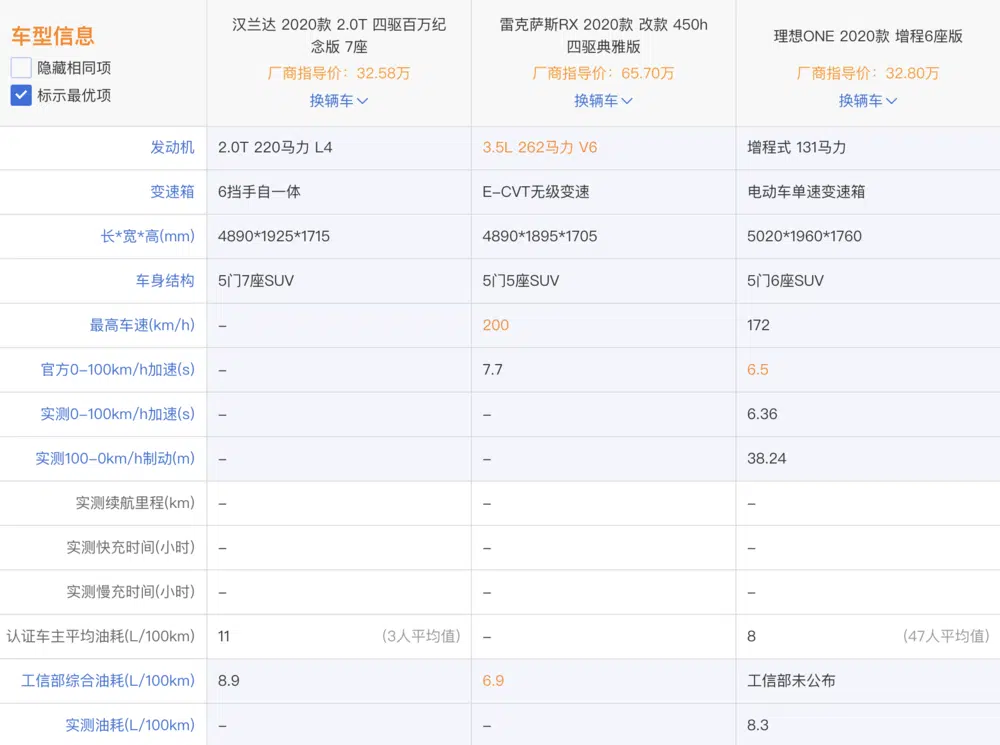 车型信息
隐藏相同项
标示最优项
汉兰达 2020款 2.0T 四驱百万纪
念版 7座
厂商指导价：32.58万
换辆车
雷克萨斯RX 2020款 改款 450h
四驱典雅版
厂商指导价：65.70万
换辆车
理想ONE 2020款 增程6座版
厂商指导价：32.80万
换辆车
发动机 2.0T 220马力 L4 3.5L 262马力 V6 增程式 131马力
变速箱 6挡手自一体 E-CVT无级变速 电动车单速变速箱
长*宽*高(mm) 4890*1925*1715 4890*1895*1705 5020*1960*1760
车身结构 5门7座SUV 5门5座SUV 5门6座SUV
最高车速(km/h) – 200 172
官方0-100km/h加速(s) – 7.7 6.5
实测0-100km/h加速(s) – – 6.36
实测100-0km/h制动(m) – – 38.24
实测续航里程(km) – – –
实测快充时间(小时) – – –
实测慢充时间(小时) – – –
认证车主平均油耗(L/100km) 11 (3人平均值) – 8 (47人平均值)
工信部综合油耗(L/100km) 8.9 6.9 工信部未公布
实测油耗(L/100km) – – 8.3